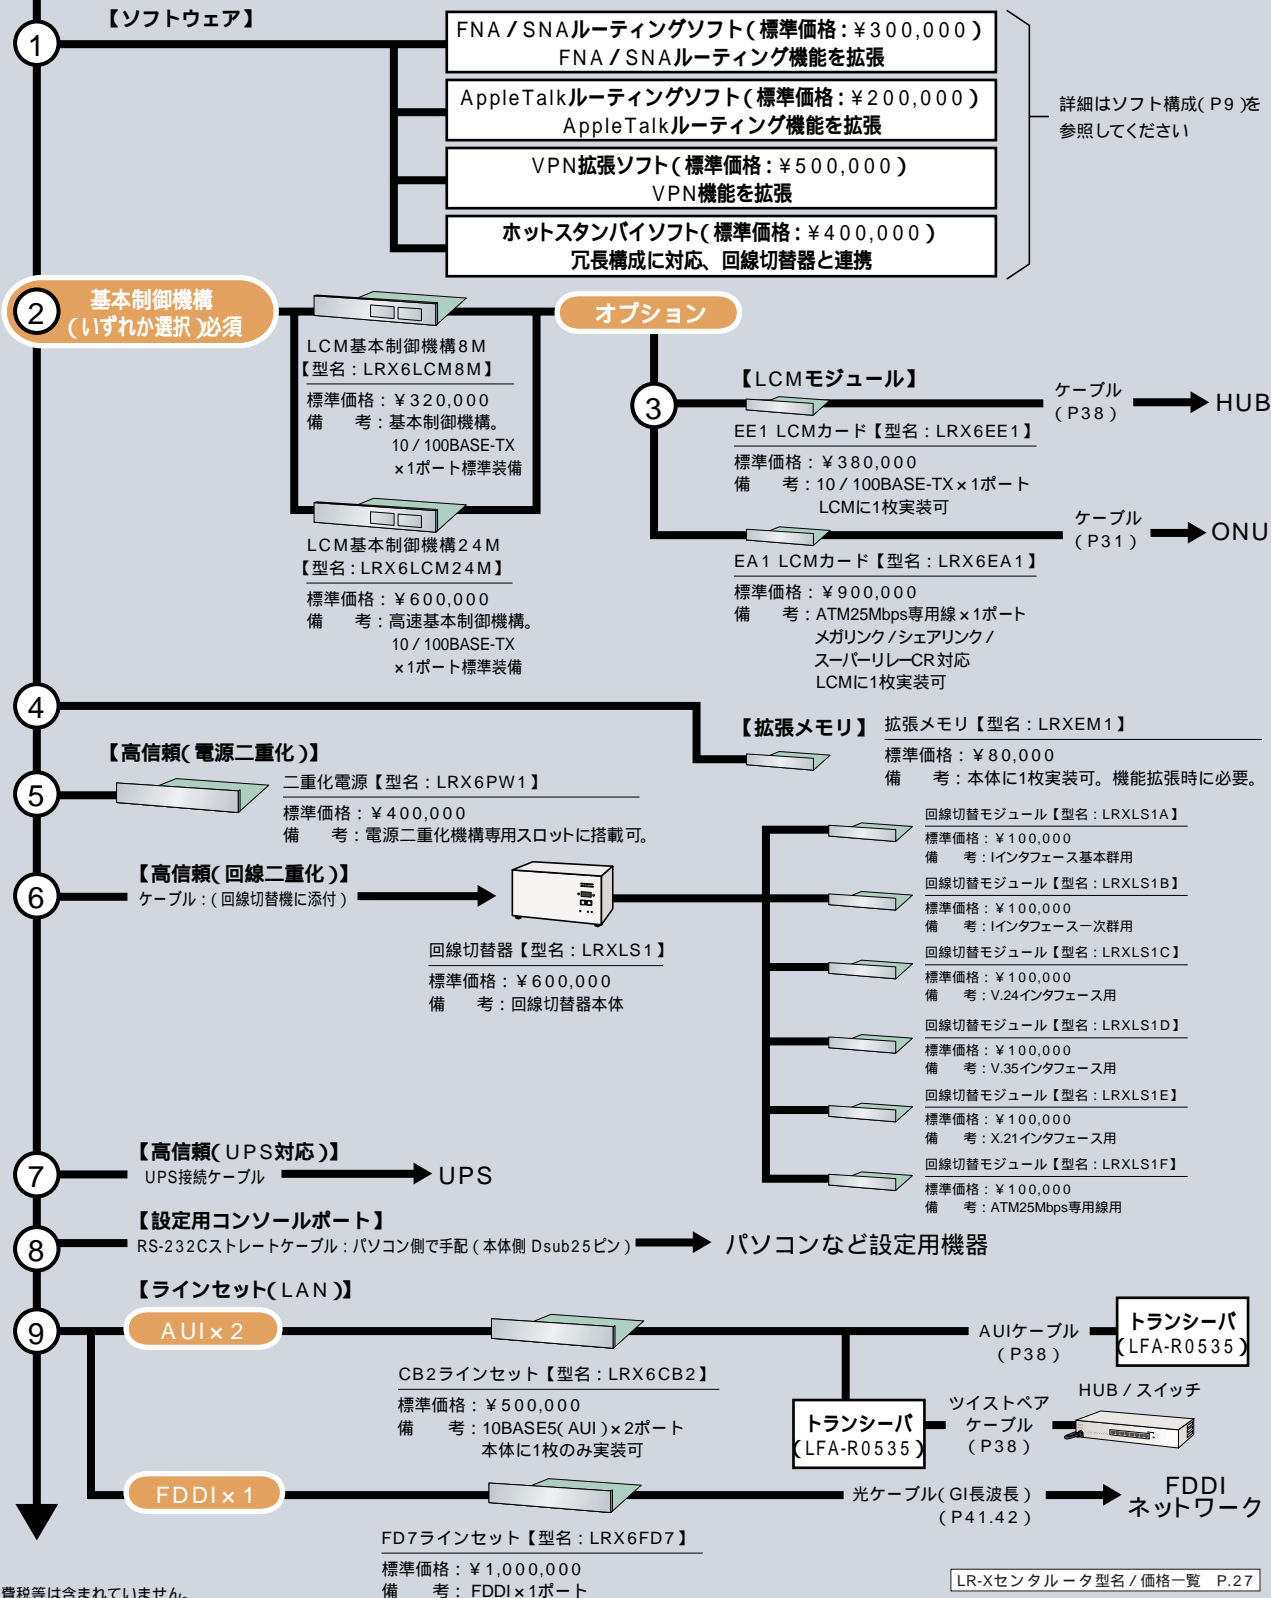 ①
【ソフトウェア】
FNA/SNAルーティングソフト(標準価格:¥300,000)
FNA/SNAルーティング機能を拡張
AppleTalkルーティングソフト(標準価格:¥200,000)
AppleTalkルーティング機能を拡張
VPN拡張ソフト(標準価格:¥500,000)
VPN機能を拡張
ホットスタンバイソフト(標準価格:¥400,000)
冗長構成に対応、回線切替器と連携
詳細はソフト構成(P9)を
参照してください
②
基本制御機構
(いずれか選択)必須
LCM基本制御機構8M
【型名:LRX6LCM8M】
標準価格:¥320,000
備 考:基本制御機構。
10/100BASE-TX
×1ポート標準装備
LCM基本制御機構24M
【型名:LRX6LCM24M】
標準価格:¥600,000
備 考:高速基本制御機構。
10/100BASE-TX
×1ポート標準装備
オプション
③
【LCMモジュール】
EE1 LCMカード【型名:LRX6EE1】
標準価格:¥380,000
備 考:10/100BASE-TX×1ポート
LCMに1枚実装可
ケーブル
(P38)
HUB
EA1 LCMカード【型名:LRX6EA1】
標準価格:¥900,000
備 考:ATM25Mbps専用線×1ポート
メガリンク/シェアリンク/
スーパーリレーCR対応
LCMに1枚実装可
ケーブル
(P31)
ONU
④
【拡張メモリ】
拡張メモリ【型名:LRXEM1】
標準価格:¥80,000
備 考:本体に1枚実装可。機能拡張時に必要。
⑤
【高信頼(電源二重化)】
二重化電源【型名:LRX6PW1】
標準価格:¥400,000
備 考:電源二重化機構専用スロットに搭載可。
⑥
【高信頼(回線二重化)】
ケーブル:(回線切替機に添付)
回線切替器【型名:LRXLS1】
標準価格:¥600,000
備 考:回線切替器本体
回線切替モジュール【型名:LRXLS1A】
標準価格:¥100,000
備 考:Iインタフェース基本群用
回線切替モジュール【型名:LRXLS1B】
標準価格:¥100,000
備 考:Iインタフェース一次群用
回線切替モジュール【型名:LRXLS1C】
標準価格:¥100,000
備 考:V.24インタフェース用
回線切替モジュール【型名:LRXLS1D】
標準価格:¥100,000
備 考:V.35インタフェース用
回線切替モジュール【型名:LRXLS1E】
標準価格:¥100,000
備 考:X.21インタフェース用
回線切替モジュール【型名:LRXLS1F】
標準価格:¥100,000
備 考:ATM25Mbps専用線用
⑦
【高信頼(UPS対応)】
UPS接続ケーブル
UPS
⑧
【設定用コンソールポート】
RS-232Cストレートケーブル:パソコン側で手配(本体側 Dsub25ピン)
パソコンなど設定用機器
⑨
【ラインセット(LAN)】
AUI×2
CB2ラインセット【型名:LRX6CB2】
標準価格:¥500,000
備 考:10BASE5(AUI)×2ポート
本体に1枚のみ実装可
AUIケーブル
(P38)
トランシーバ
(LFA-R0535)
トランシーバ
(LFA-R0535)
ツイストペア
ケーブル
(P38)
HUB/スイッチ
FDDI×1
FD7ラインセット【型名:LRX6FD7】
標準価格:¥1,000,000
備 考:FDDI×1ポート
光ケーブル(GI長波長)
(P41.42)
FDDI
ネットワーク
費税等は含まれていません。
LR-Xセンタルータ型名/価格一覧 P.27